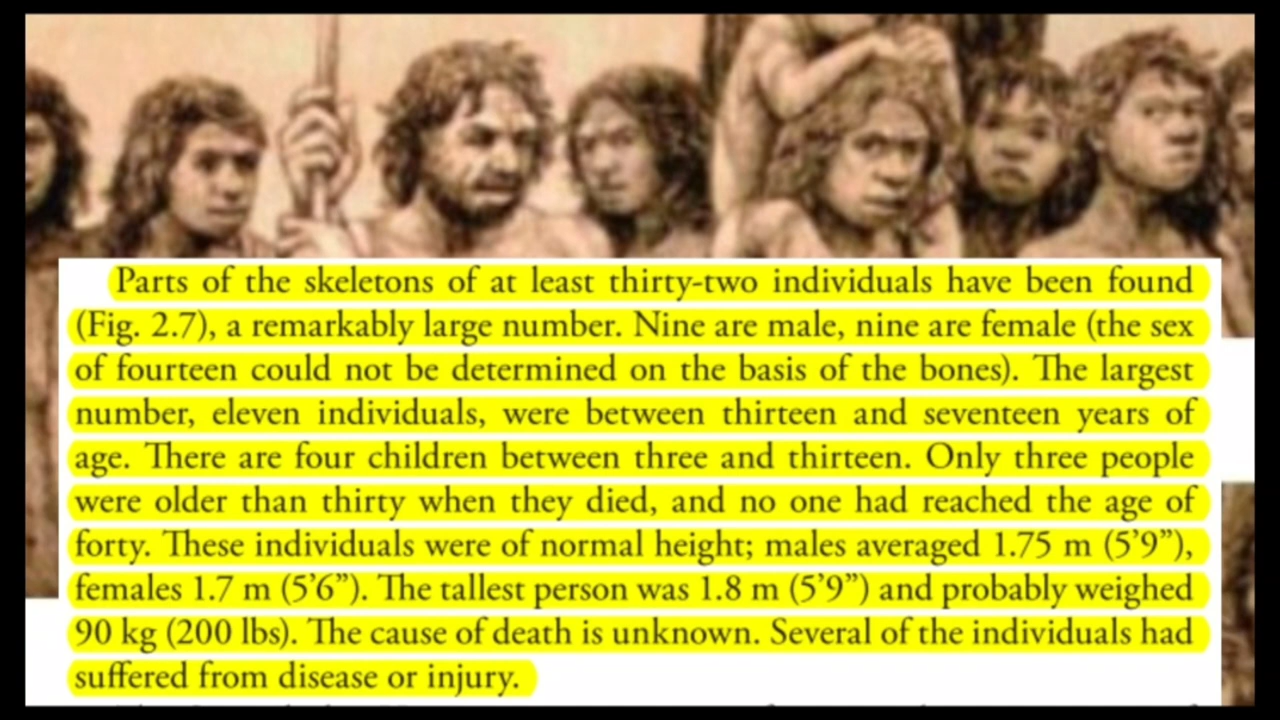 Parts of the skeletons of at least thirty-two individuals have been found
(Fig. 2.7), a remarkably large number. Nine are male, nine are female (the sex
of fourteen could not be determined on the basis of the bones). The largest
number, eleven individuals, were between thirteen and seventeen years of
age. There are four children between three and thirteen. Only three people
were older than thirty when they died, and no one had reached the age of
forty. These individuals were of normal height; males averaged 1.75 m (5’9”),
females 1.7 m (5’6”). The tallest person was 1.8 m (5’9”) and probably weighed
90 kg (200 lbs). The cause of death is unknown. Several of the individuals had
suffered from disease or injury.